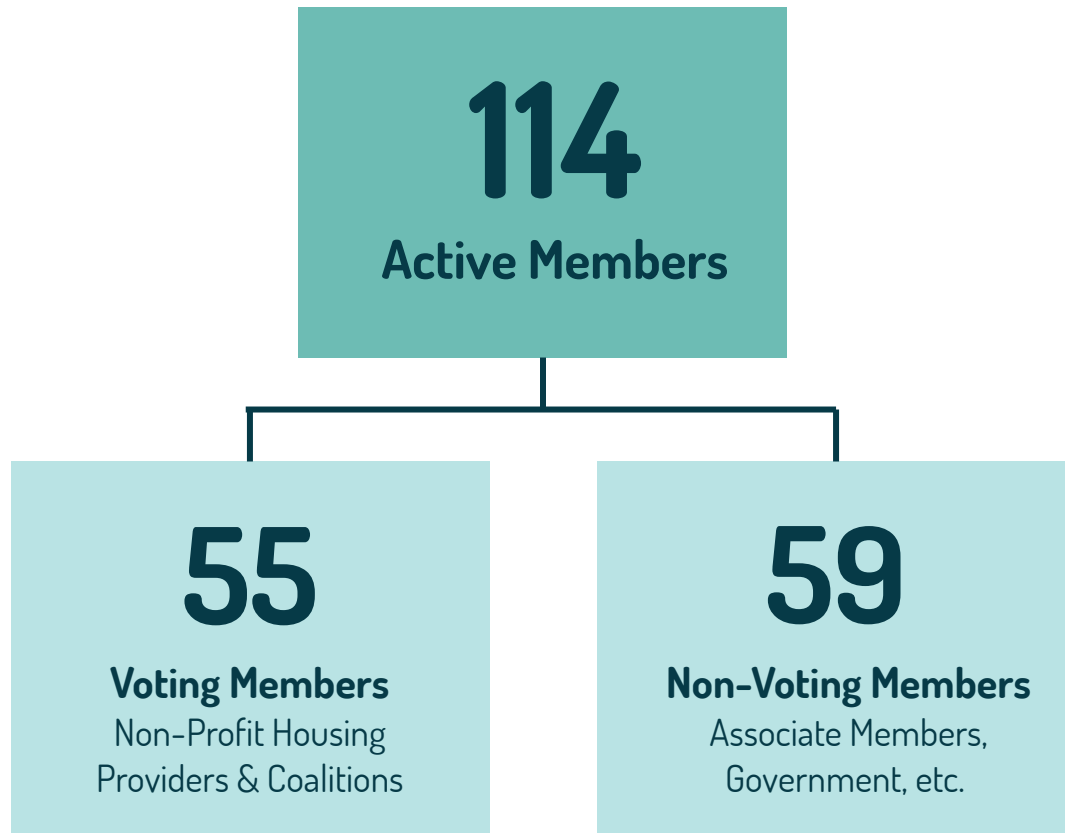 114
Active Members
55
Voting Members
Non-Profit Housing
Providers & Coalitions
59
Non-Voting Members
Associate Members,
Government, etc.